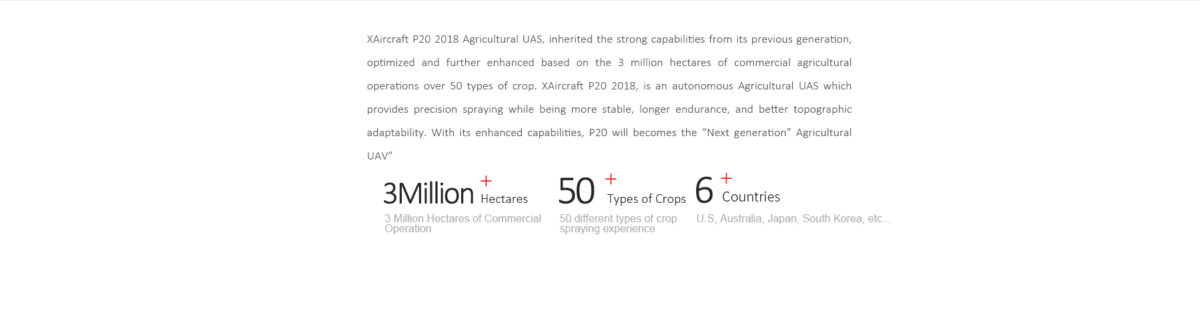 XAircraft P20 2018 Agricultural UAS, inherited the strong capabilities from its previous generation,
optimized and further enhanced based on the 3 million hectares of commercial agricultural
operations over 50 types of crop. XAircraft P20 2018, is an autonomous Agricultural UAS which
provides precision spraying while being more stable, longer endurance, and better topographic
adaptability. With its enhanced capabilities, P20 will becomes the “Next generation” Agricultural
UAV”
3Million + Hectares
3 Million Hectares of Commercial
Operation
50 + Types of Crops
50 different types of crop
spraying experience
6 + Countries
U.S, Australia, Japan, South Korea, etc...